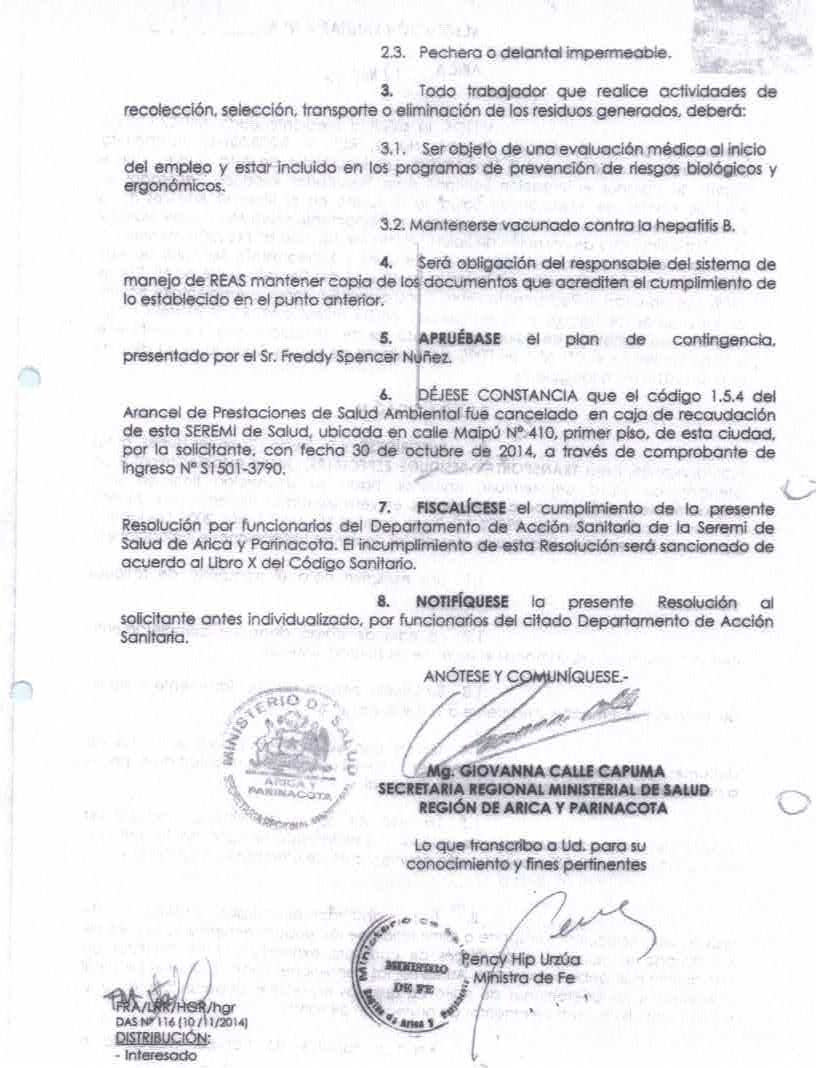 2.3. Pechera o delantal impermeable.
3. Todo trabajador que realice actividades de
recolección, selección, transporte o eliminación de los residuos generados, deberá:
3.1. Ser objeto de una evaluación médica al inicio
del empleo y estar incluido en los programas de prevención de riesgos biológicos y
ergonómicos.
3.2. Mantenerse vacunado contra la hepatitis B.
4. Será obligación del responsable del sistema de
manejo de REAS mantener copia de los documentos que acrediten el cumplimiento de
lo establecido en el punto anterior.
5. APRUÉBASE el plan de contingencia,
presentado por el Sr. Freddy Spencer Nuñez.
6. DÉJESE CONSTANCIA que el código 1.5.4 del
Arancel de Prestaciones de Salud Ambiental fue cancelado en caja de recaudación
de esta SEREMI de Salud, ubicada en calle Maipú Nº 410, primer piso, de esta ciudad,
por la solicitante, con fecha 30 de octubre de 2014, a través de comprobante de
ingreso Nº S1501-3790.
7. FISCALÍCESE el cumplimiento de la presente
Resolución por funcionarios del Departamento de Acción Sanitaria de la Seremi de
Salud de Arica y Parinacota. El incumplimiento de esta Resolución será sancionado de
acuerdo al Libro X del Código Sanitario.
8. NOTIFÍQUESE la presente Resolución al
solicitante antes individualizado, por funcionarios del citado Departamento de Acción
Sanitaria.
ANÓTESE Y COMUNÍQUESE.-
MINISTERIO DE SALUD
ARICA Y
PARINACOTA
SECRETARIA REGIONAL MINISTERIAL
Mg. GIOVANNA CALLE CAPUMA
SECRETARIA REGIONAL MINISTERIAL DE SALUD
REGIÓN DE ARICA Y PARINACOTA
Lo que transcribo a Ud. para su
conocimiento y fines pertinentes
Ministerio de Salud
MINISTRO
DE FE
Región de Arica y Parinacota
Pency Hip Urzúa
Ministra de Fe
FRA/LRR/HGR/hgr
DAS Nº 116 (10 /11/2014)
DISTRIBUCIÓN:
- Interesado